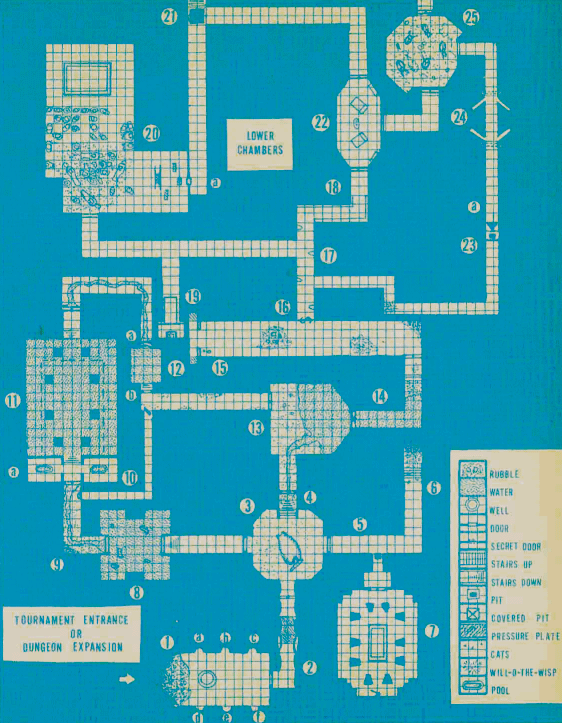 21
25
20
22
24
LOWER
CHAMBERS
a
18
a
23
17
19
16
a
12
15
11
14
b
13
a
10
6
3
4
5
9
8
7
TOURNAMENT ENTRANCE
OR
DUNGEON EXPANSION
1
a
b
c
2
d
e
f
RUBBLE
WATER
WELL
DOOR
SECRET DOOR
STAIRS UP
STAIRS DOWN
PIT
COVERED PIT
PRESSURE PLATE
CATS
WILL-O-THE-WISP
POOL